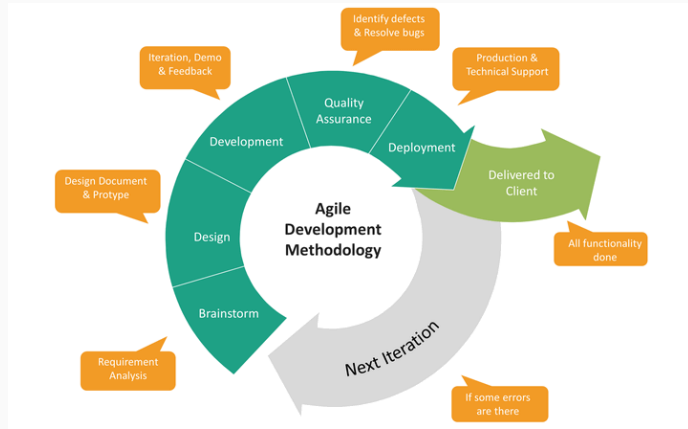 Identify defects
& Resolve bugs
Iteration, Demo
& Feedback
Production &
Technical Support
Quality
Assurance
Development
Deployment
Delivered to
Client
Design Document
& Protype
Agile
Development
Methodology
Design
All functionality
done
Brainstorm
Next Iteration
Requirement
Analysis
If some errors
are there